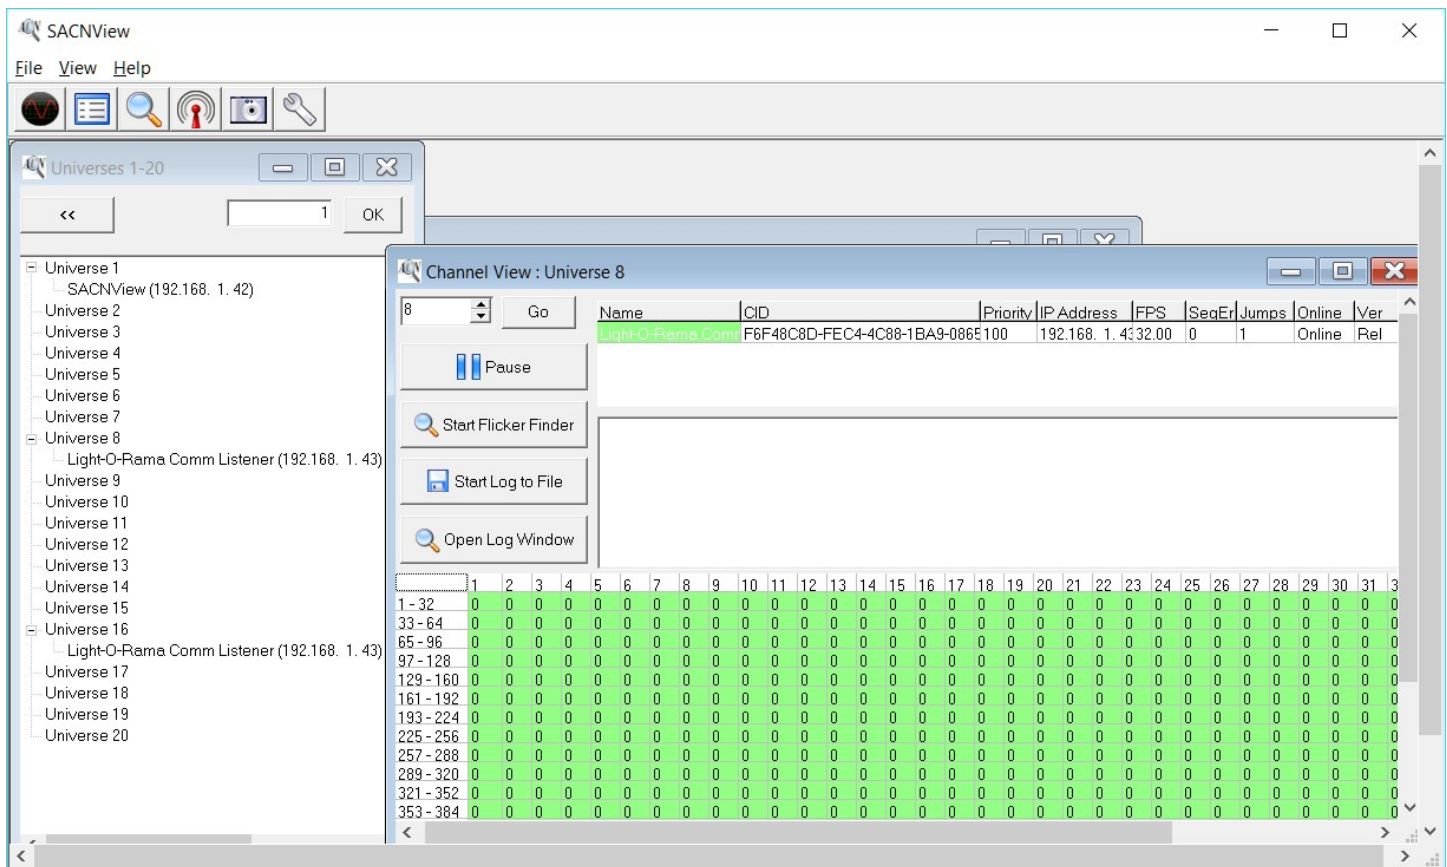 SACNView
File View Help
Universes 1-20
<< 1 OK
Universe 1
SACNView (192.168. 1. 42)
Universe 2
Universe 3
Universe 4
Universe 5
Universe 6
Universe 7
Universe 8
Light-O-Rama Comm Listener (192.168. 1. 43)
Universe 9
Universe 10
Universe 11
Universe 12
Universe 13
Universe 14
Universe 15
Universe 16
Light-O-Rama Comm Listener (192.168. 1. 43)
Universe 17
Universe 18
Universe 19
Universe 20
Channel View : Universe 8
8 Go
Pause
Start Flicker Finder
Start Log to File
Open Log Window
Name CID Priority IP Address FPS SeqEr Jumps Online Ver
Light-O-Rama Comm F6F48C8D-FEC4-4C88-1BA9-0865 100 192.168. 1. 43 32.00 0 1 Online Rel
1 2 3 4 5 6 7 8 9 10 11 12 13 14 15 16 17 18 19 20 21 22 23 24 25 26 27 28 29 30 31 3
1 - 32 0 0 0 0 0 0 0 0 0 0 0 0 0 0 0 0 0 0 0 0 0 0 0 0 0 0 0 0 0 0 0 0
33 - 64 0 0 0 0 0 0 0 0 0 0 0 0 0 0 0 0 0 0 0 0 0 0 0 0 0 0 0 0 0 0 0 0
65 - 96 0 0 0 0 0 0 0 0 0 0 0 0 0 0 0 0 0 0 0 0 0 0 0 0 0 0 0 0 0 0 0 0
97 - 128 0 0 0 0 0 0 0 0 0 0 0 0 0 0 0 0 0 0 0 0 0 0 0 0 0 0 0 0 0 0 0 0
129 - 160 0 0 0 0 0 0 0 0 0 0 0 0 0 0 0 0 0 0 0 0 0 0 0 0 0 0 0 0 0 0 0 0
161 - 192 0 0 0 0 0 0 0 0 0 0 0 0 0 0 0 0 0 0 0 0 0 0 0 0 0 0 0 0 0 0 0 0
193 - 224 0 0 0 0 0 0 0 0 0 0 0 0 0 0 0 0 0 0 0 0 0 0 0 0 0 0 0 0 0 0 0 0
225 - 256 0 0 0 0 0 0 0 0 0 0 0 0 0 0 0 0 0 0 0 0 0 0 0 0 0 0 0 0 0 0 0 0
257 - 288 0 0 0 0 0 0 0 0 0 0 0 0 0 0 0 0 0 0 0 0 0 0 0 0 0 0 0 0 0 0 0 0
289 - 320 0 0 0 0 0 0 0 0 0 0 0 0 0 0 0 0 0 0 0 0 0 0 0 0 0 0 0 0 0 0 0 0
321 - 352 0 0 0 0 0 0 0 0 0 0 0 0 0 0 0 0 0 0 0 0 0 0 0 0 0 0 0 0 0 0 0 0
353 - 384 0 0 0 0 0 0 0 0 0 0 0 0 0 0 0 0 0 0 0 0 0 0 0 0 0 0 0 0 0 0 0 0